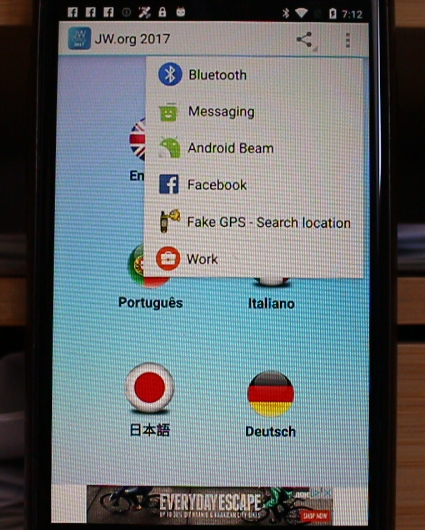 7:12
JW.org 2017
Bluetooth
Messaging
Android Beam
Facebook
Fake GPS - Search location
Work
En
Português
Italiano
日本語
Deutsch
EVERYDAY ESCAPE
SHOP NOW